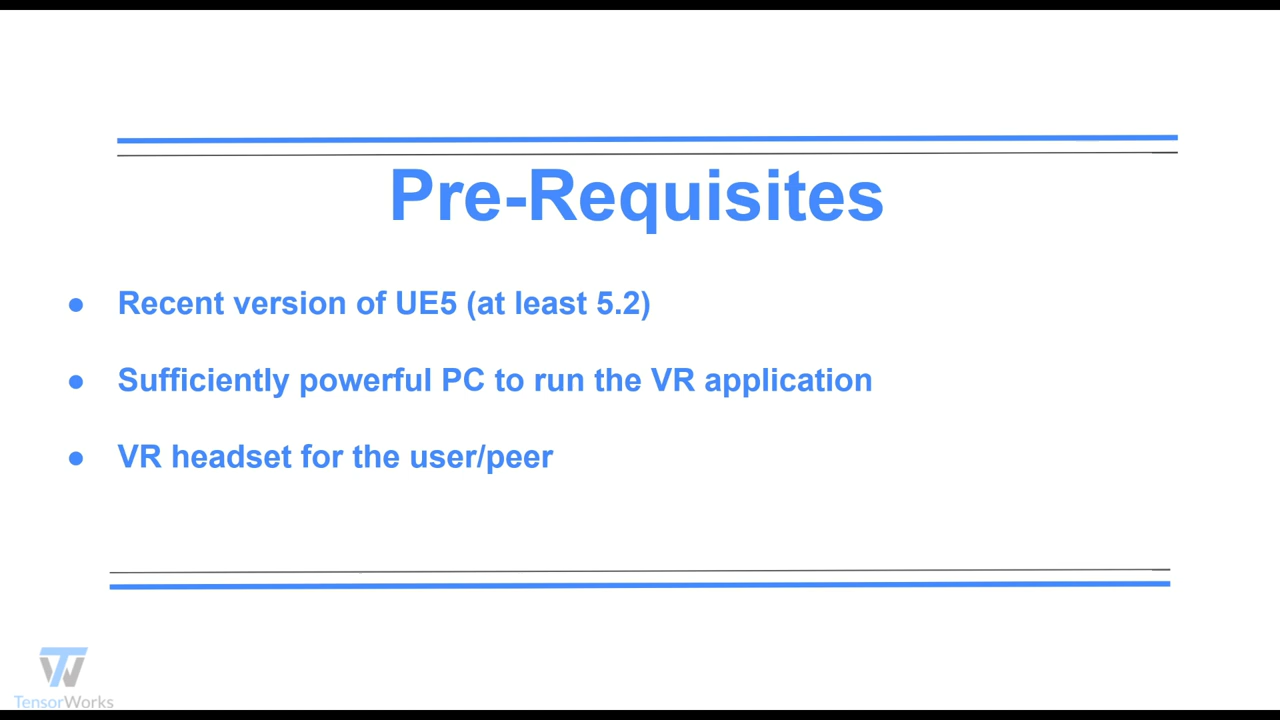 Pre-Requisites
● Recent version of UE5 (at least 5.2)
● Sufficiently powerful PC to run the VR application
● VR headset for the user/peer
TW
TensorWorks